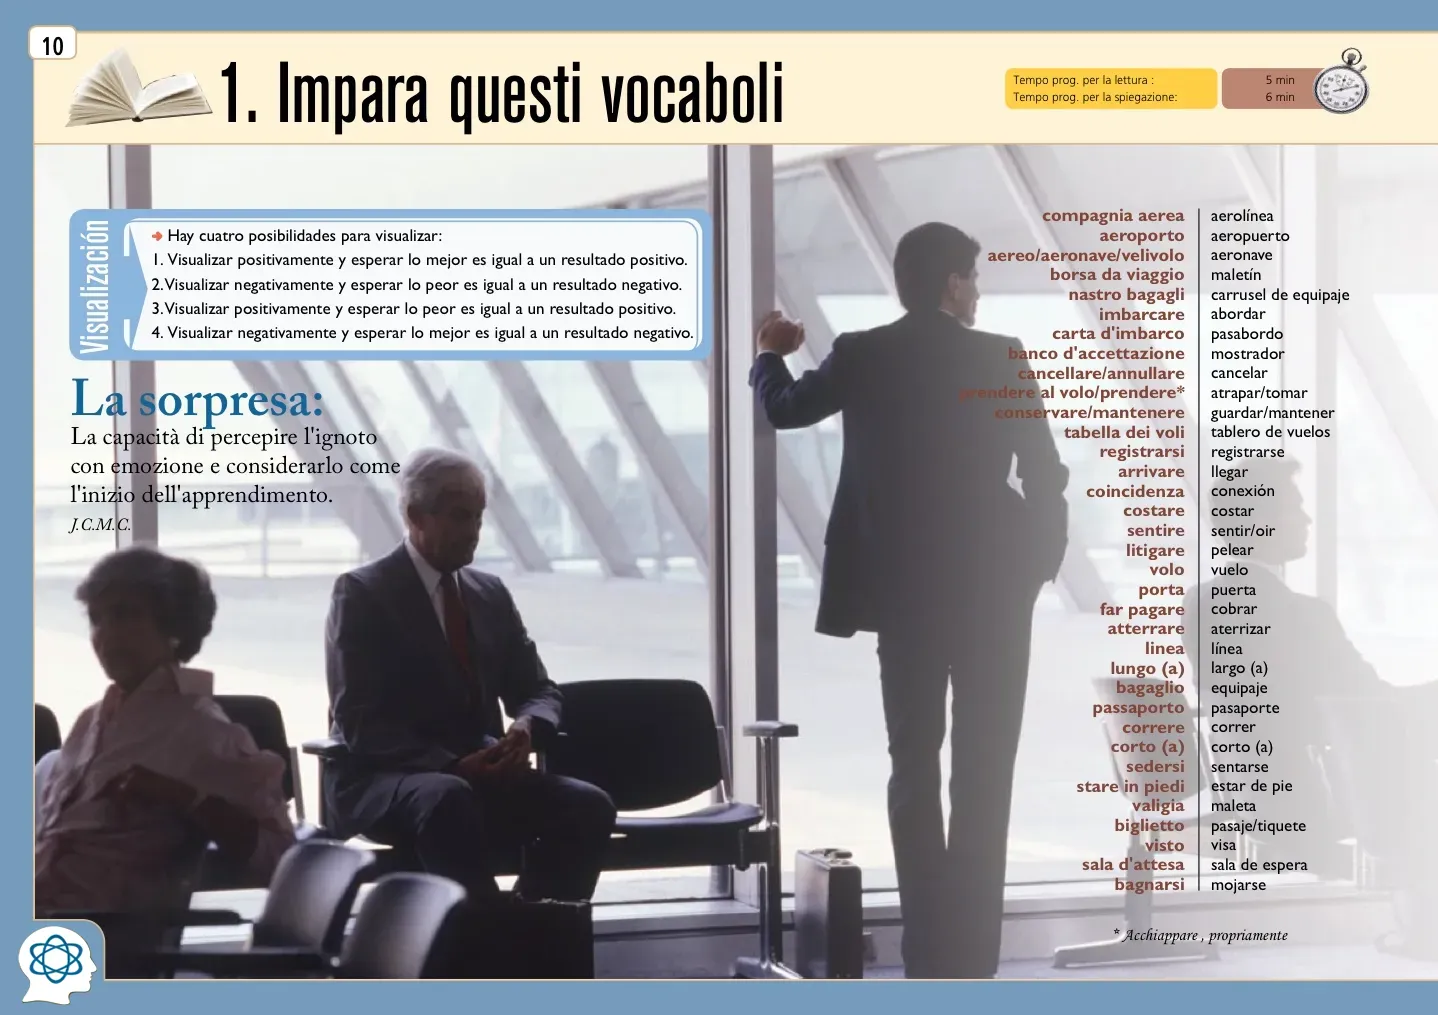 10
1. Impara questi vocaboli
Tempo prog. per la lettura : 5 min
Tempo prog. per la spiegazione: 6 min
Visualización
Hay cuatro posibilidades para visualizar:
1. Visualizar positivamente y esperar lo mejor es igual a un resultado positivo.
2. Visualizar negativamente y esperar lo peor es igual a un resultado negativo.
3. Visualizar positivamente y esperar lo peor es igual a un resultado positivo.
4. Visualizar negativamente y esperar lo mejor es igual a un resultado negativo.
La sorpresa:
La capacità di percepire l'ignoto
con emozione e considerarlo come
l'inizio dell'apprendimento.
J.C.M.C.
compagnia aerea aerolínea
aeroporto aeropuerto
aereo/aeronave/velivolo aeronave
borsa da viaggio maletín
nastro bagagli carrusel de equipaje
imbarcare abordar
carta d'imbarco pasabordo
banco d'accettazione mostrador
cancellare/annullare cancelar
prendere al volo/prendere* atrapar/tomar
conservare/mantenere guardar/mantener
tabella dei voli tablero de vuelos
registrarsi registrarse
arrivare llegar
coincidenza conexión
costare costar
sentire sentir/oir
litigare pelear
volo vuelo
porta puerta
far pagare cobrar
atterrare aterrizar
linea línea
lungo (a) largo (a)
bagaglio equipaje
passaporto pasaporte
correre correr
corto (a) corto (a)
sedersi sentarse
stare in piedi estar de pie
valigia maleta
biglietto pasaje/tiquete
visto visa
sala d'attesa sala de espera
bagnarsi mojarse
* Acchiappare , propriamente